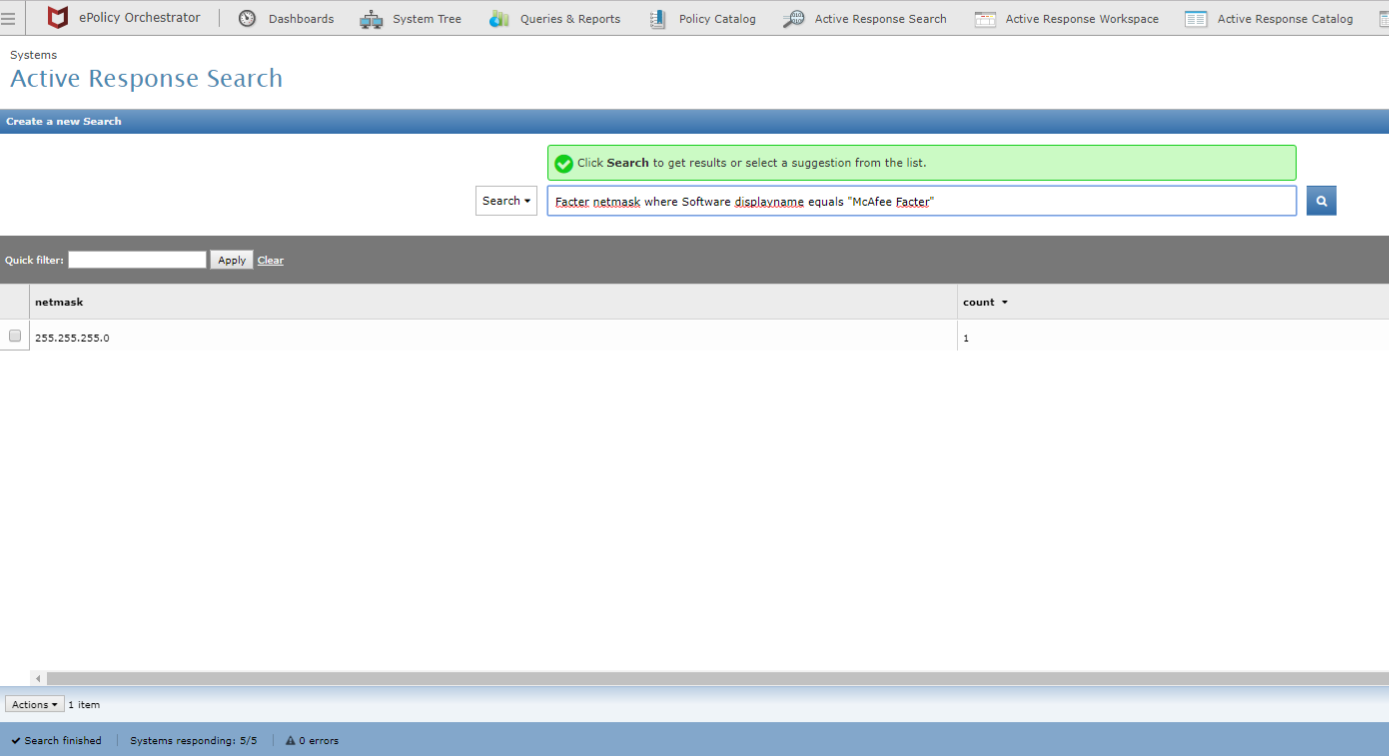 ePolicy Orchestrator Dashboards System Tree Queries & Reports Policy Catalog Active Response Search Active Response Workspace Active Response Catalog
Systems
Active Response Search
Create a new Search
Click Search to get results or select a suggestion from the list.
Search Facter netmask where Software displayname equals "McAfee Facter"
Quick filter: Apply Clear
netmask count
255.255.255.0 1
Actions 1 item
Search finished Systems responding: 5/5 0 errors